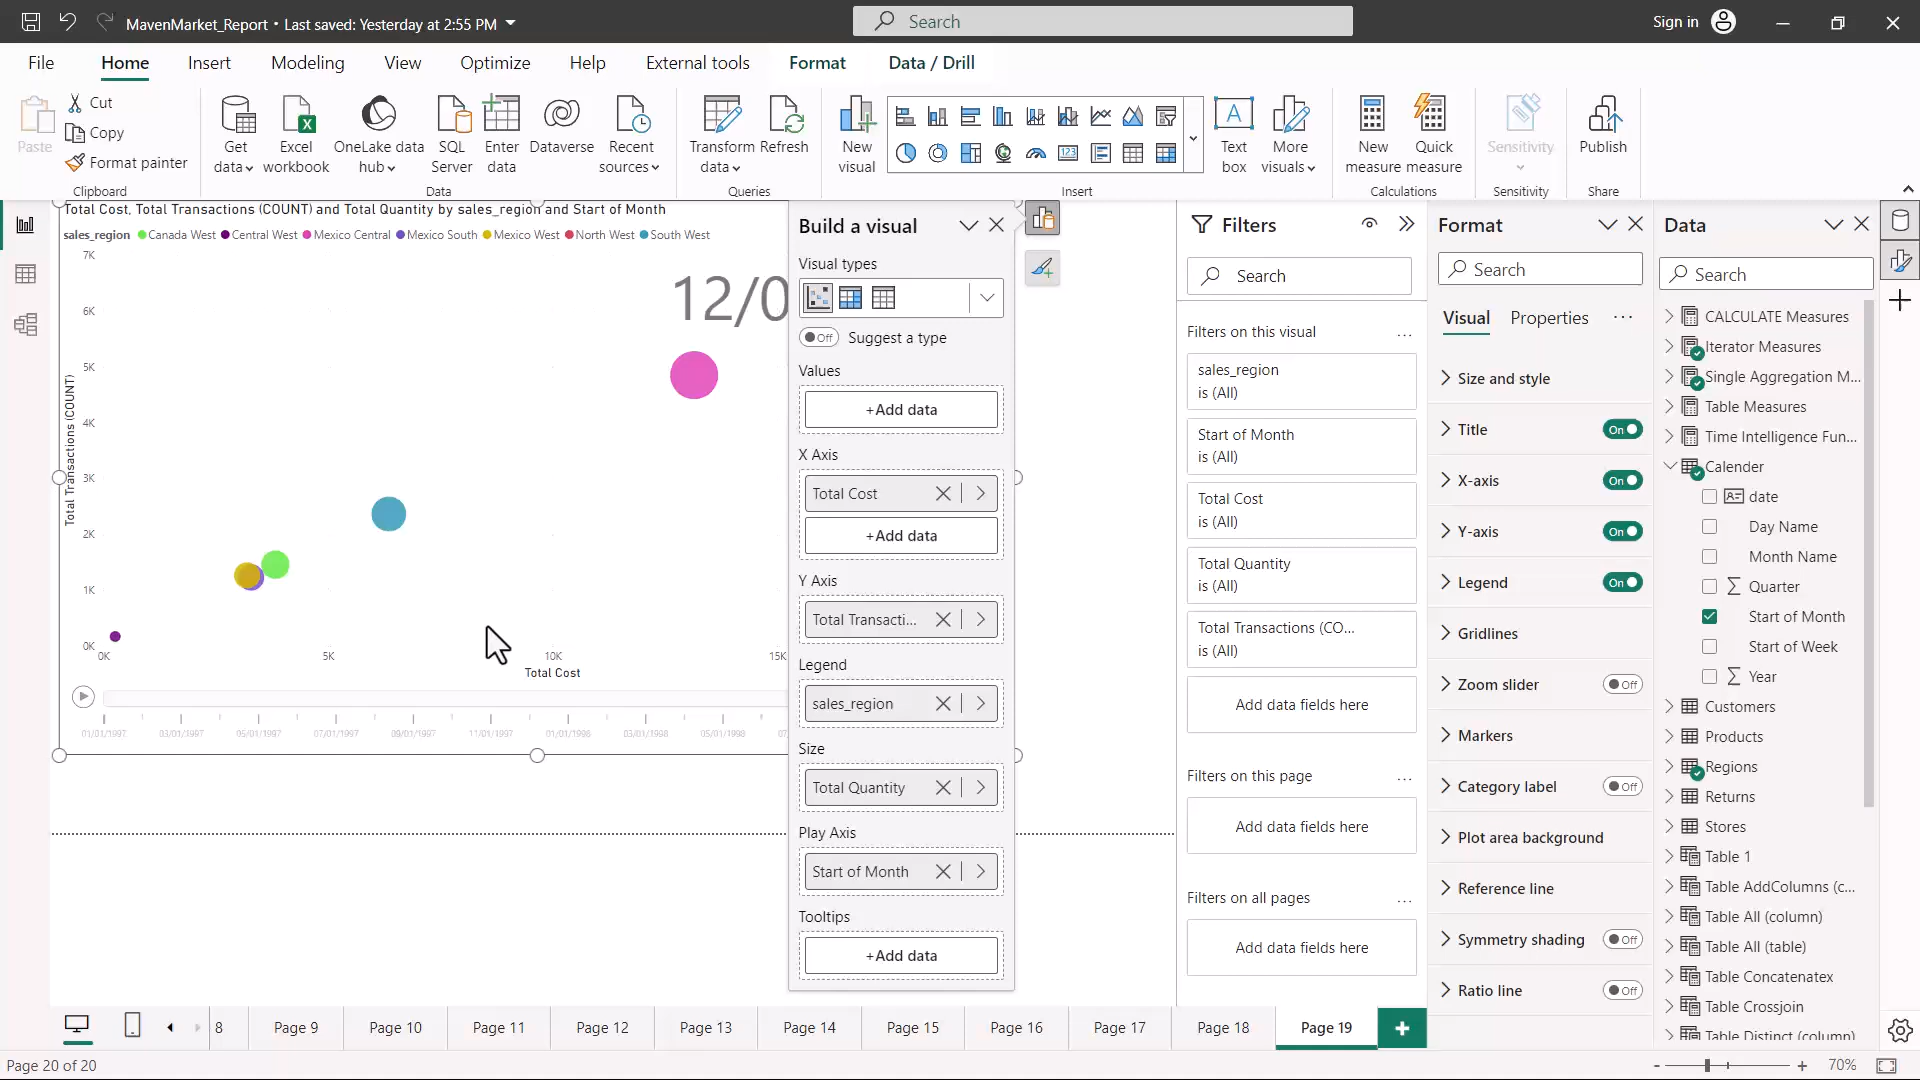 MavenMarket_Report • Last saved: Yesterday at 2:55 PM
Search
Sign in
File
Home
Insert
Modeling
View
Optimize
Help
External tools
Format
Data / Drill
Paste
Cut
Copy
Format painter
Clipboard
Get data
Excel workbook
OneLake data hub
SQL Server
Enter data
Dataverse
Recent sources
Data
Transform data
Refresh
Queries
New visual
Text box
More visuals
Insert
New measure
Quick measure
Calculations
Sensitivity
Sensitivity
Publish
Share
Total Cost, Total Transactions (COUNT) and Total Quantity by sales_region and Start of Month
sales_region Canada West Central West Mexico Central Mexico South Mexico West North West South West
12/0
7K
6K
5K
4K
3K
2K
1K
0K
Total Transactions (COUNT)
0K 5K 10K 15K
Total Cost
01/01/1997 03/01/1997 05/01/1997 07/01/1997 09/01/1997 11/01/1997 01/01/1998 03/01/1998 05/01/1998
Build a visual
Visual types
Off Suggest a type
Values
+Add data
X Axis
Total Cost
+Add data
Y Axis
Total Transacti...
Legend
sales_region
Size
Total Quantity
Play Axis
Start of Month
Tooltips
+Add data
Filters
Search
Filters on this visual ...
sales_region
is (All)
Start of Month
is (All)
Total Cost
is (All)
Total Quantity
is (All)
Total Transactions (CO...
is (All)
Add data fields here
Filters on this page ...
Add data fields here
Filters on all pages ...
Add data fields here
Format
Search
Visual
Properties
...
Size and style
Title On
X-axis On
Y-axis On
Legend On
Gridlines
Zoom slider Off
Markers
Category label Off
Plot area background
Reference line
Symmetry shading Off
Ratio line Off
Data
Search
CALCULATE Measures
Iterator Measures
Single Aggregation M...
Table Measures
Time Intelligence Fun...
Calender
date
Day Name
Month Name
Quarter
Start of Month
Start of Week
Year
Customers
Products
Regions
Returns
Stores
Table 1
Table AddColumns (c...
Table All (column)
Table All (table)
Table Concatenatex
Table Crossjoin
Table Distinct (column)
8
Page 9
Page 10
Page 11
Page 12
Page 13
Page 14
Page 15
Page 16
Page 17
Page 18
Page 19
Page 20 of 20
70%